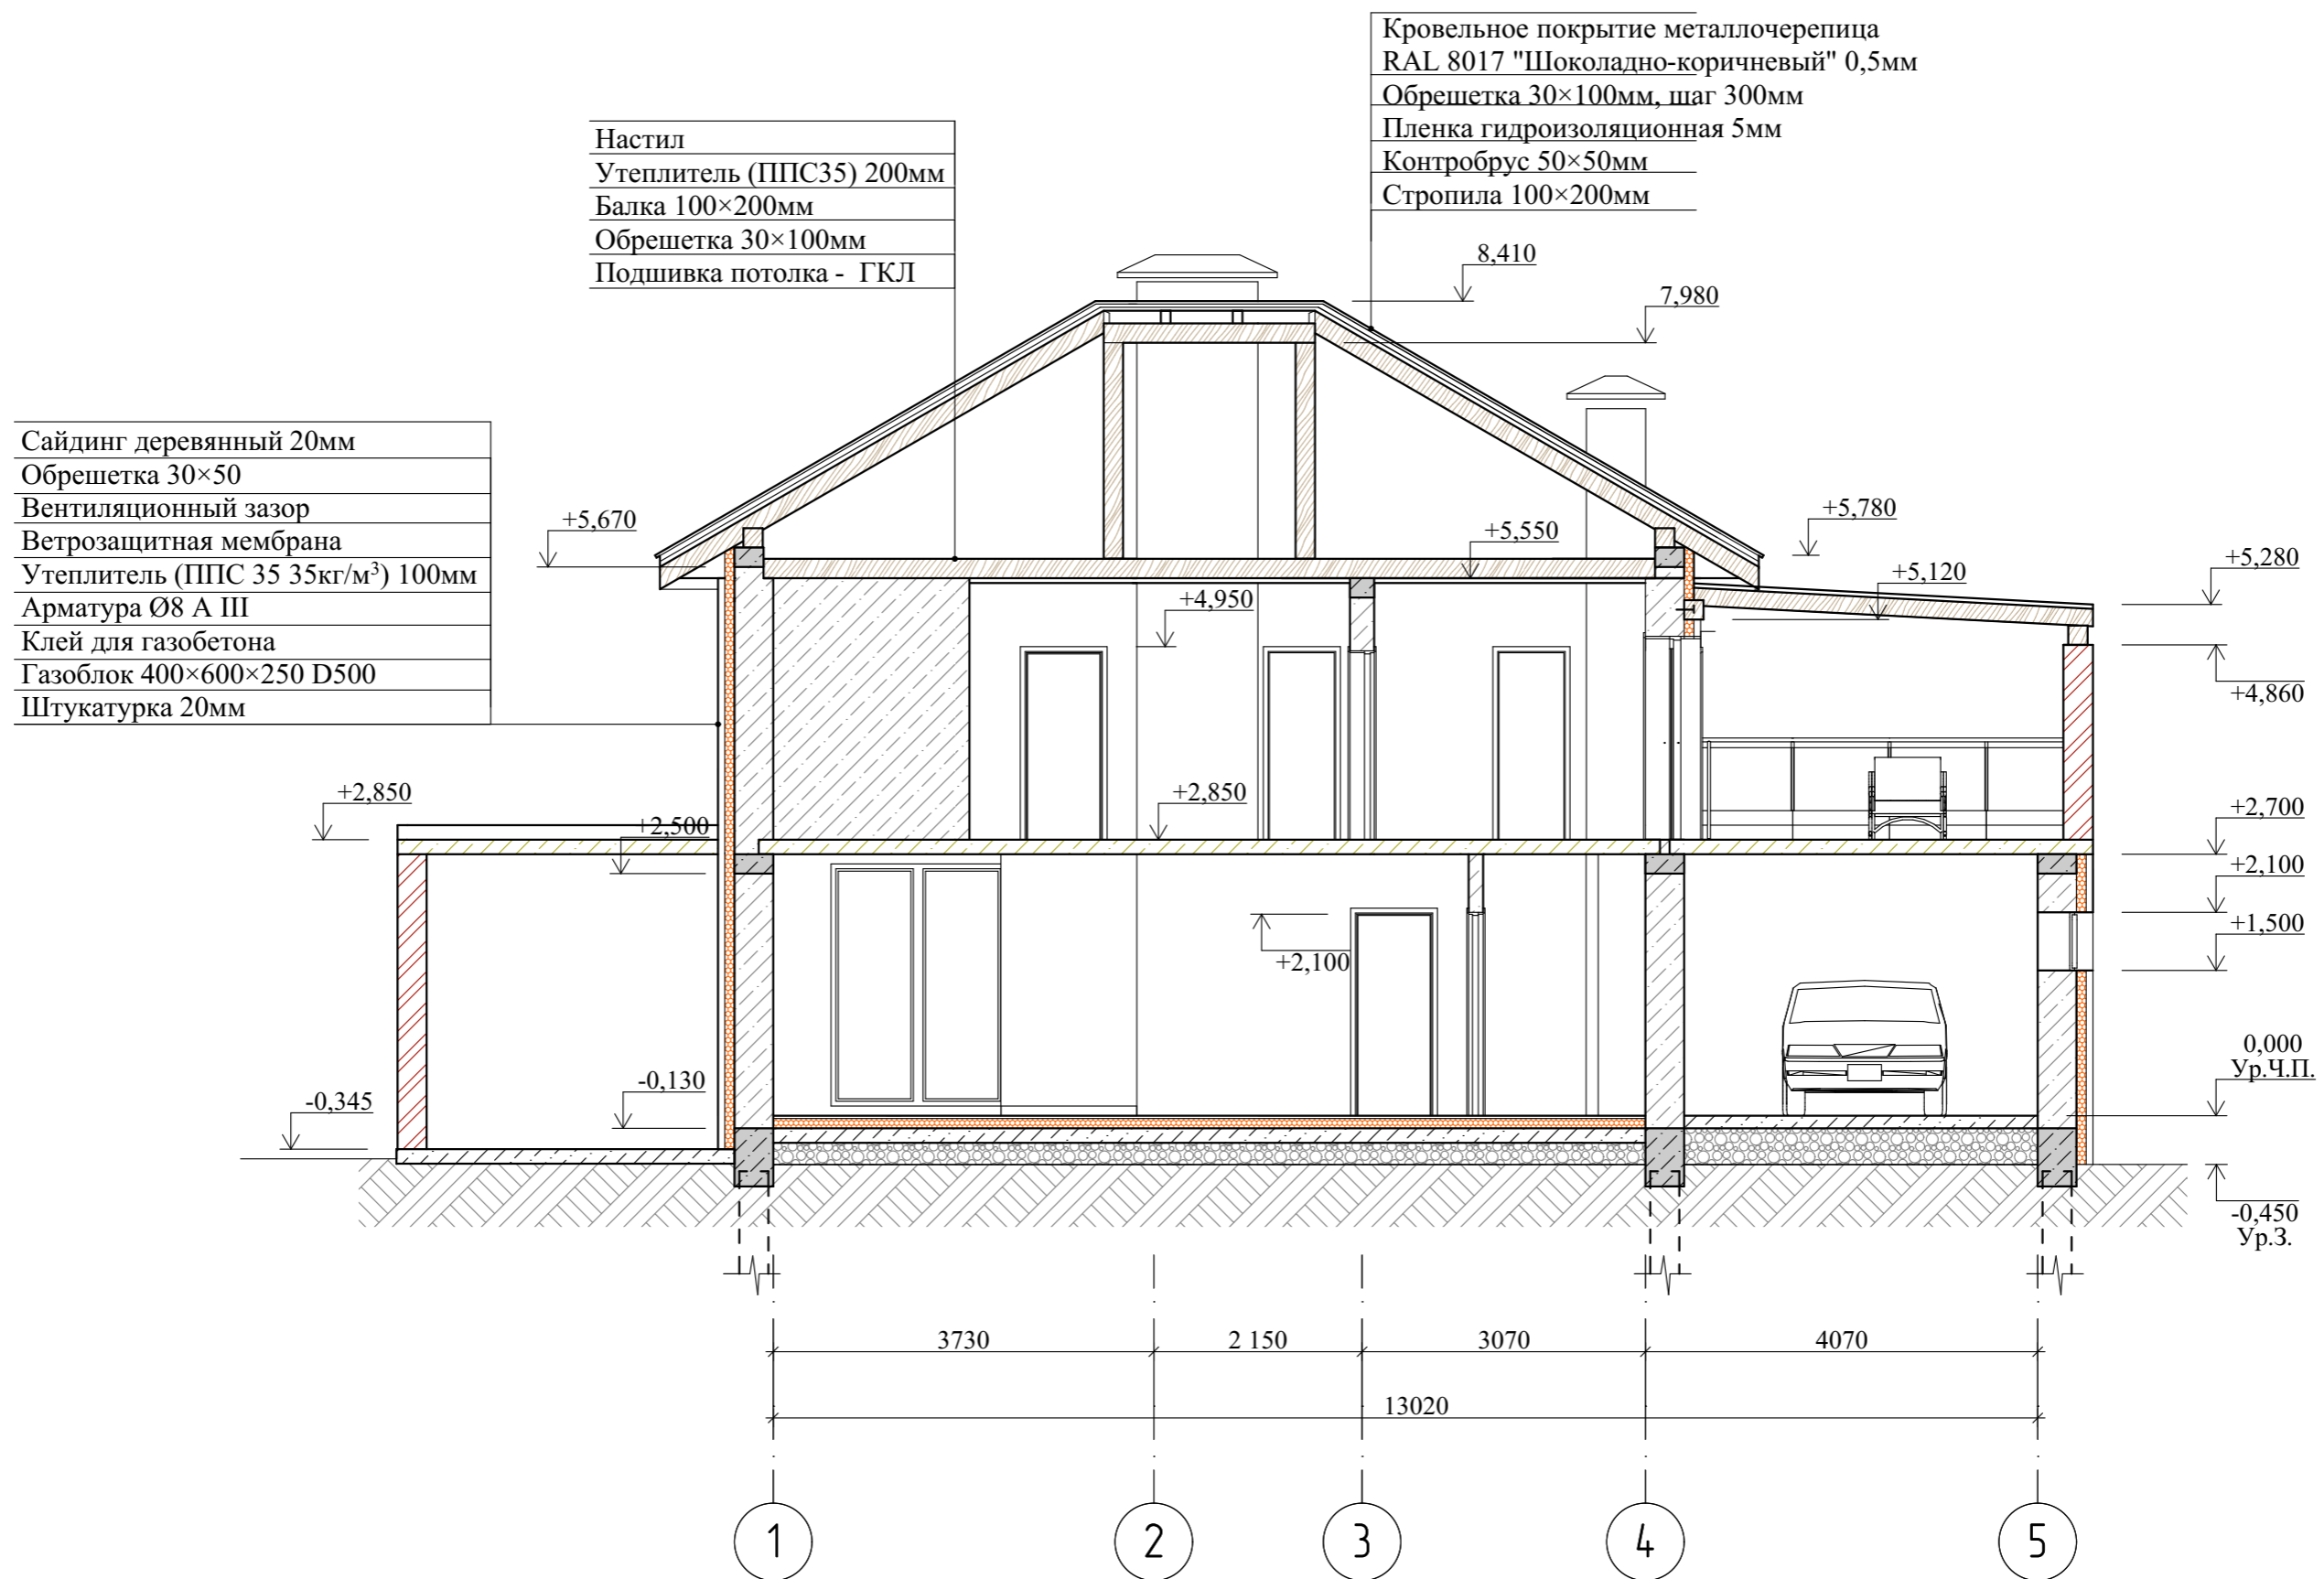 Кровельное покрытие металлочерепица
RAL 8017 "Шоколадно-коричневый" 0,5мм
Обрешетка 30×100мм, шаг 300мм
Пленка гидроизоляционная 5мм
Контробрус 50×50мм
Стропила 100×200мм
Настил
Утеплитель (ППС35) 200мм
Балка 100×200мм
Обрешетка 30×100мм
Подшивка потолка - ГКЛ
8,410
7,980
Сайдинг деревянный 20мм
Обрешетка 30×50
Вентиляционный зазор
Ветрозащитная мембрана
Утеплитель (ППС 35 35кг/м³) 100мм
Арматура Ø8 А III
Клей для газобетона
Газоблок 400×600×250 D500
Штукатурка 20мм
+5,670
+5,550
+5,780
+5,120
+5,280
+4,950
+4,860
+2,850
+2,500
+2,850
+2,700
+2,100
+1,500
+2,100
0,000
Ур.Ч.П.
-0,345
-0,130
-0,450
Ур.З.
3730
2 150
3070
4070
13020
1
2
3
4
5